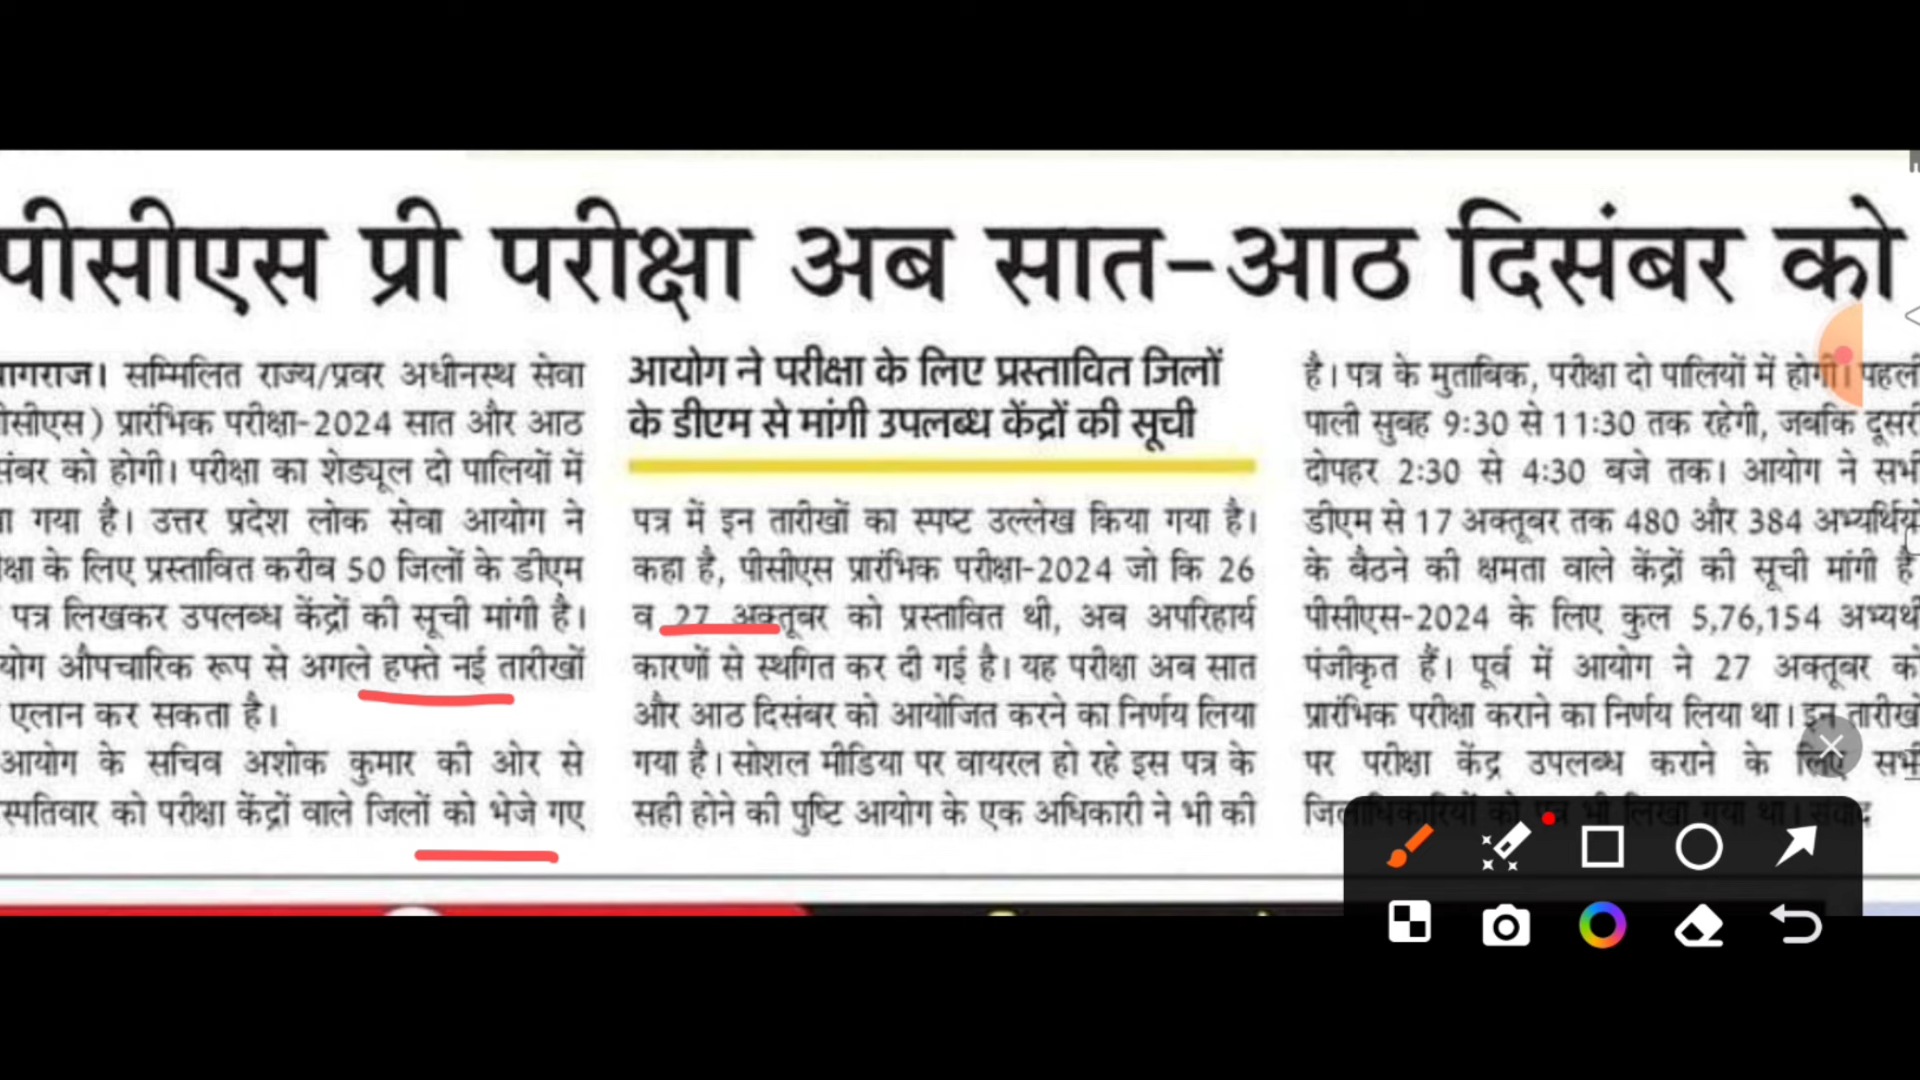 पीसीएस प्री परीक्षा अब सात-आठ दिसंबर को
सम्मिलित राज्य/प्रवर अधीनस्थ सेवा
प्रारंभिक परीक्षा-2024 सात और आठ
को होगी। परीक्षा का शेड्यूल दो पालियों में
गया है। उत्तर प्रदेश लोक सेवा आयोग ने
के लिए प्रस्तावित करीब 50 जिलों के डीएम
पत्र लिखकर उपलब्ध केंद्रों की सूची मांगी है।
औपचारिक रूप से अगले हफ्ते नई तारीखों
एलान कर सकता है।
आयोग के सचिव अशोक कुमार की ओर से
को परीक्षा केंद्रों वाले जिलों को भेजे गए
आयोग ने परीक्षा के लिए प्रस्तावित जिलों
के डीएम से मांगी उपलब्ध केंद्रों की सूची
पत्र में इन तारीखों का स्पष्ट उल्लेख किया गया है।
कहा है, पीसीएस प्रारंभिक परीक्षा-2024 जो कि 26
व 27 अक्तूबर को प्रस्तावित थी, अब अपरिहार्य
कारणों से स्थगित कर दी गई है। यह परीक्षा अब सात
और आठ दिसंबर को आयोजित करने का निर्णय लिया
गया है। सोशल मीडिया पर वायरल हो रहे इस पत्र के
सही होने की पुष्टि आयोग के एक अधिकारी ने भी की
है। पत्र के मुताबिक, परीक्षा दो पालियों में होगी। पहली
पाली सुबह 9:30 से 11:30 तक रहेगी, जबकि दूसरी
दोपहर 2:30 से 4:30 बजे तक। आयोग ने सभी
डीएम से 17 अक्तूबर तक 480 और 384 अभ्यर्थियों
के बैठने की क्षमता वाले केंद्रों की सूची मांगी है
पीसीएस-2024 के लिए कुल 5,76,154 अभ्यर्थी
पंजीकृत हैं। पूर्व में आयोग ने 27 अक्तूबर को
प्रारंभिक परीक्षा कराने का निर्णय लिया था। इन तारीखों
पर परीक्षा केंद्र उपलब्ध कराने के लिए सभी
जिलाधिकारियों को पत्र भी लिखा गया था। संवाद